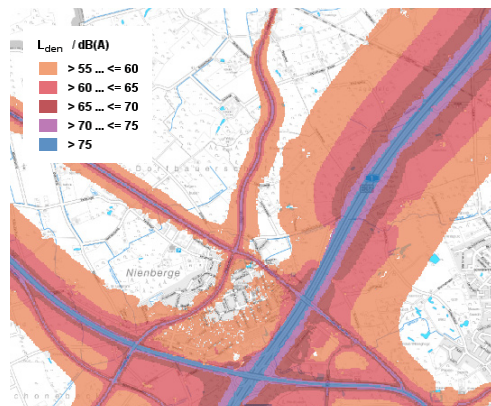 Lden / dB(A)
> 55 ... <= 60
> 60 ... <= 65
> 65 ... <= 70
> 70 ... <= 75
> 75
Nienberge